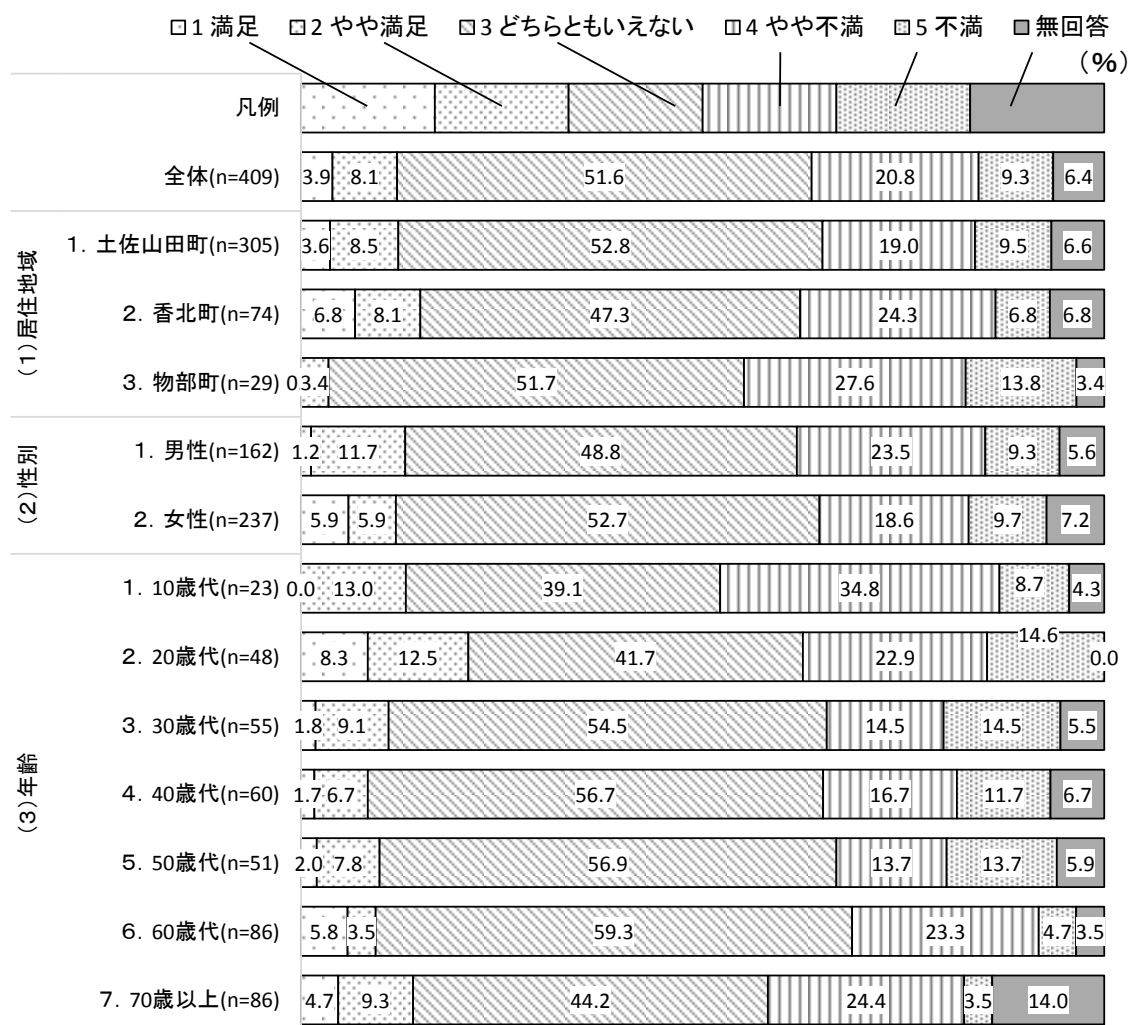 □1 満足 □2 やや満足 □3 どちらともいえない □4 やや不満 □5 不満 ■無回答
(%)
凡例
全体(n=409) 3.9 8.1 51.6 20.8 9.3 6.4
(1)居住地域
1. 土佐山田町(n=305) 3.6 8.5 52.8 19.0 9.5 6.6
2. 香北町(n=74) 6.8 8.1 47.3 24.3 6.8 6.8
3. 物部町(n=29) 0 3.4 51.7 27.6 13.8 3.4
(2)性別
1. 男性(n=162) 1.2 11.7 48.8 23.5 9.3 5.6
2. 女性(n=237) 5.9 5.9 52.7 18.6 9.7 7.2
(3)年齢
1. 10歳代(n=23) 0.0 13.0 39.1 34.8 8.7 4.3
2. 20歳代(n=48) 8.3 12.5 41.7 22.9 14.6 0.0
3. 30歳代(n=55) 1.8 9.1 54.5 14.5 14.5 5.5
4. 40歳代(n=60) 1.7 6.7 56.7 16.7 11.7 6.7
5. 50歳代(n=51) 2.0 7.8 56.9 13.7 13.7 5.9
6. 60歳代(n=86) 5.8 3.5 59.3 23.3 4.7 3.5
7. 70歳以上(n=86) 4.7 9.3 44.2 24.4 3.5 14.0